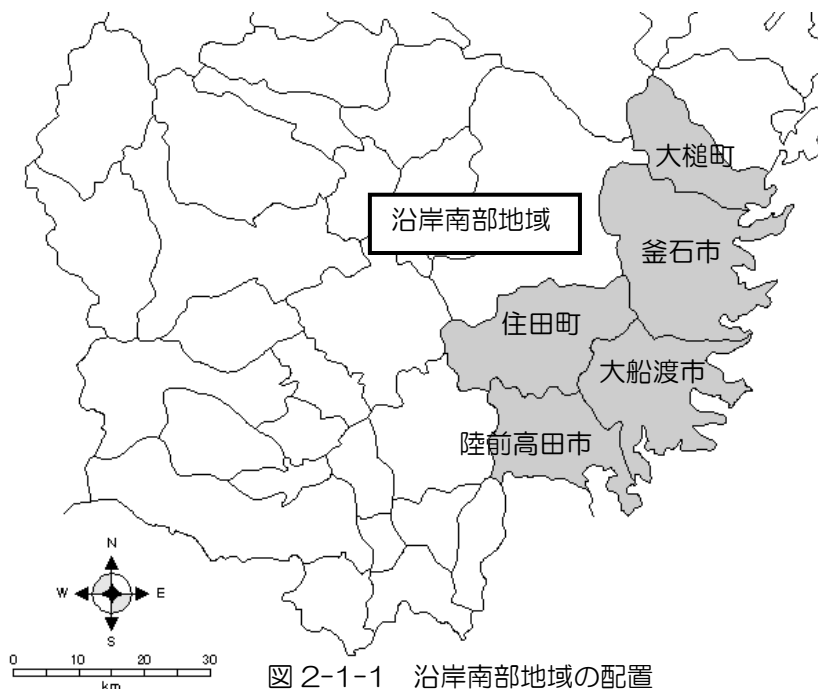 大槌町
沿岸南部地域
釜石市
住田町
大船渡市
陸前高田市
N
W E
S
0 10 20 30
km
図 2-1-1 沿岸南部地域の配置